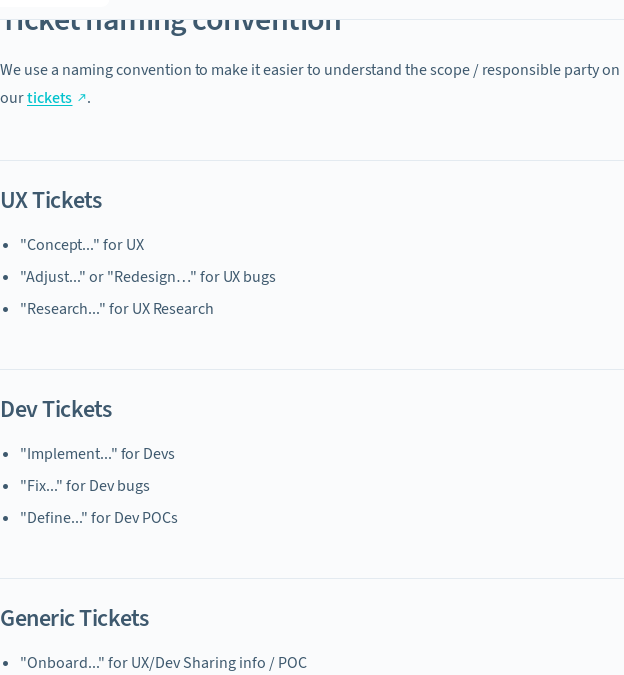 Ticket naming convention
We use a naming convention to make it easier to understand the scope / responsible party on
our tickets ↗.
UX Tickets
• "Concept..." for UX
• "Adjust..." or "Redesign…" for UX bugs
• "Research..." for UX Research
Dev Tickets
• "Implement..." for Devs
• "Fix..." for Dev bugs
• "Define..." for Dev POCs
Generic Tickets
• "Onboard..." for UX/Dev Sharing info / POC